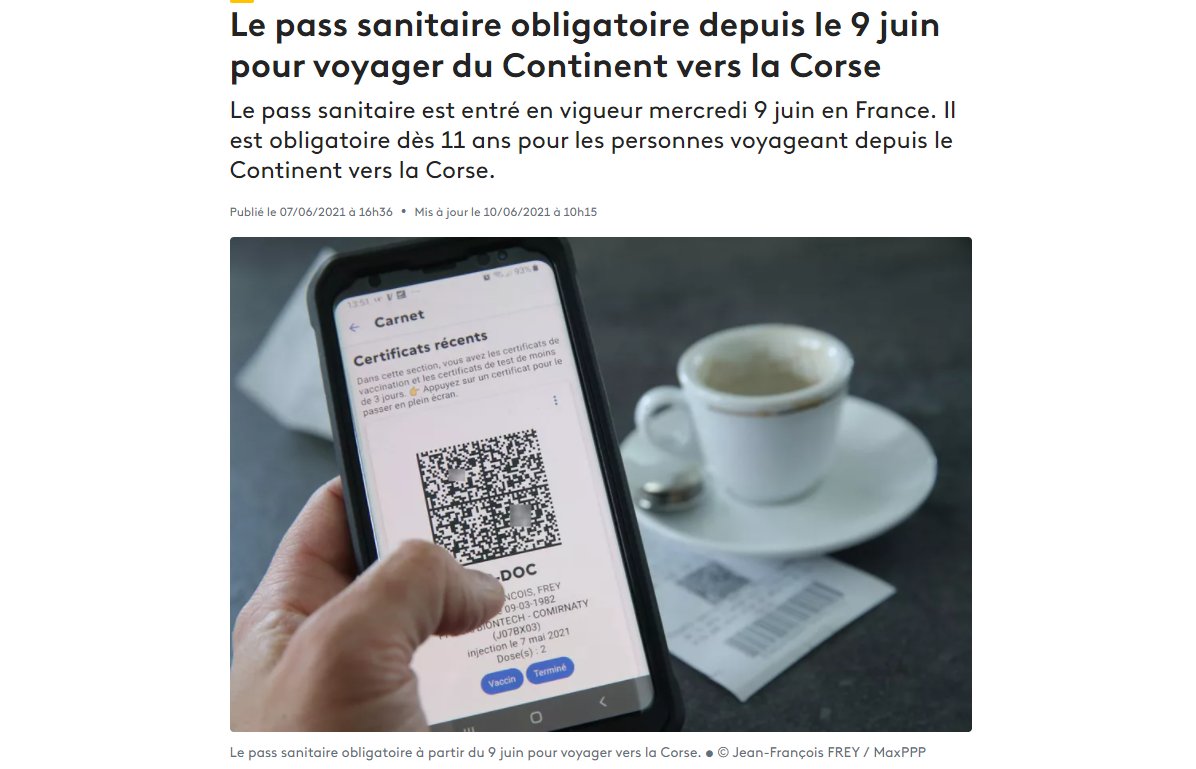 Le pass sanitaire obligatoire depuis le 9 juin
pour voyager du Continent vers la Corse
Le pass sanitaire est entré en vigueur mercredi 9 juin en France. Il
est obligatoire dès 11 ans pour les personnes voyageant depuis le
Continent vers la Corse.
Publié le 07/06/2021 à 16h36 • Mis à jour le 10/06/2021 à 10h15
13:51
93%
← Carnet
Certificats récents
Dans cette section, vous avez les certificats de
vaccination et les certificats de test de moins
de 3 jours. 👉 Appuyez sur un certificat pour le
passer en plein écran.
-DOC
NCOIS, FREY
09-03-1982
BIONTECH - COMIRNATY
(J07BX03)
injection le 7 mai 2021
Dose(s) : 2
Vaccin Terminé
Le pass sanitaire obligatoire à partir du 9 juin pour voyager vers la Corse. • © Jean-François FREY / MaxPPP